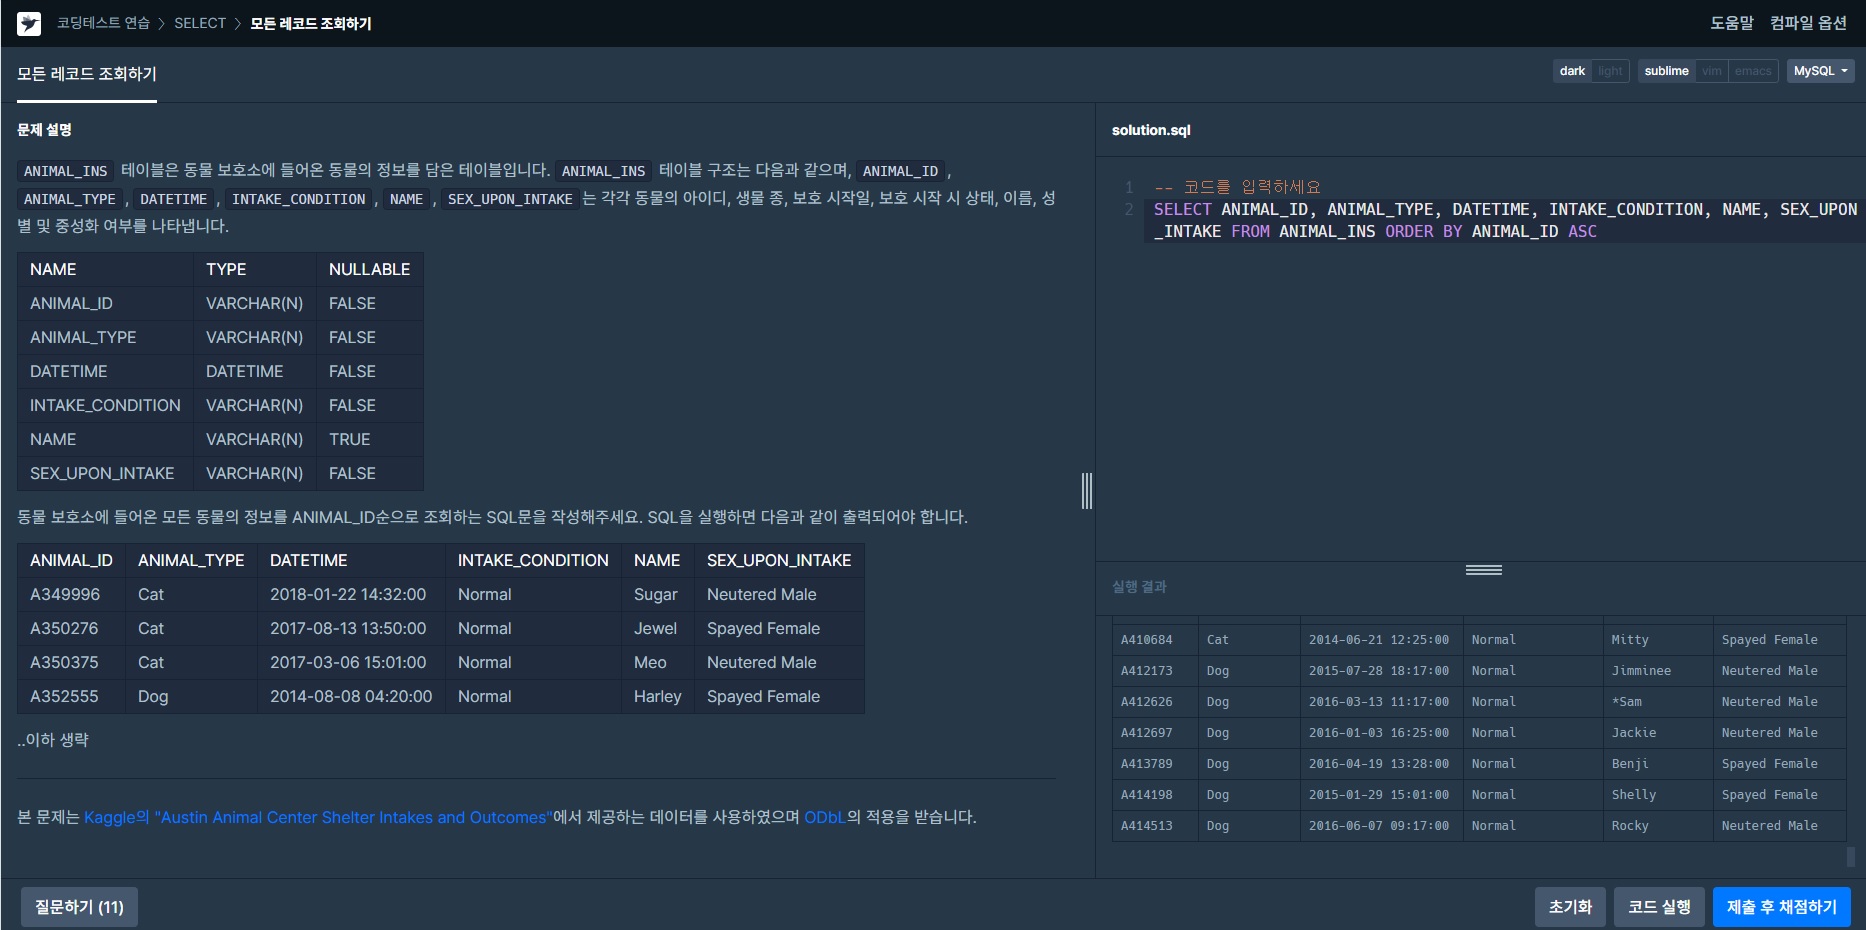 코딩테스트 연습 > SELECT > 모든 레코드 조회하기
도움말 컴파일 옵션
모든 레코드 조회하기
dark light sublime vim emacs MySQL
문제 설명
ANIMAL_INS 테이블은 동물 보호소에 들어온 동물의 정보를 담은 테이블입니다. ANIMAL_INS 테이블 구조는 다음과 같으며, ANIMAL_ID,
ANIMAL_TYPE, DATETIME, INTAKE_CONDITION, NAME, SEX_UPON_INTAKE는 각각 동물의 아이디, 생물 종, 보호 시작일, 보호 시작 시 상태, 이름, 성
별 및 중성화 여부를 나타냅니다.
NAME TYPE NULLABLE
ANIMAL_ID VARCHAR(N) FALSE
ANIMAL_TYPE VARCHAR(N) FALSE
DATETIME DATETIME FALSE
INTAKE_CONDITION VARCHAR(N) FALSE
NAME VARCHAR(N) TRUE
SEX_UPON_INTAKE VARCHAR(N) FALSE
동물 보호소에 들어온 모든 동물의 정보를 ANIMAL_ID순으로 조회하는 SQL문을 작성해주세요. SQL을 실행하면 다음과 같이 출력되어야 합니다.
ANIMAL_ID ANIMAL_TYPE DATETIME INTAKE_CONDITION NAME SEX_UPON_INTAKE
A349996 Cat 2018-01-22 14:32:00 Normal Sugar Neutered Male
A350276 Cat 2017-08-13 13:50:00 Normal Jewel Spayed Female
A350375 Cat 2017-03-06 15:01:00 Normal Meo Neutered Male
A352555 Dog 2014-08-08 04:20:00 Normal Harley Spayed Female
..이하 생략
본 문제는 Kaggle의 "Austin Animal Center Shelter Intakes and Outcomes"에서 제공하는 데이터를 사용하였으며 ODbL의 적용을 받습니다.
solution.sql
1 -- 코드를 입력하세요
2 SELECT ANIMAL_ID, ANIMAL_TYPE, DATETIME, INTAKE_CONDITION, NAME, SEX_UPON
_INTAKE FROM ANIMAL_INS ORDER BY ANIMAL_ID ASC
실행 결과
A410684 Cat 2014-06-21 12:25:00 Normal Mitty Spayed Female
A412173 Dog 2015-07-28 18:17:00 Normal Jimminee Neutered Male
A412626 Dog 2016-03-13 11:17:00 Normal *Sam Neutered Male
A412697 Dog 2016-01-03 16:25:00 Normal Jackie Neutered Male
A413789 Dog 2016-04-19 13:28:00 Normal Benji Spayed Female
A414198 Dog 2015-01-29 15:01:00 Normal Shelly Spayed Female
A414513 Dog 2016-06-07 09:17:00 Normal Rocky Neutered Male
질문하기 (11)
초기화 코드 실행 제출 후 채점하기